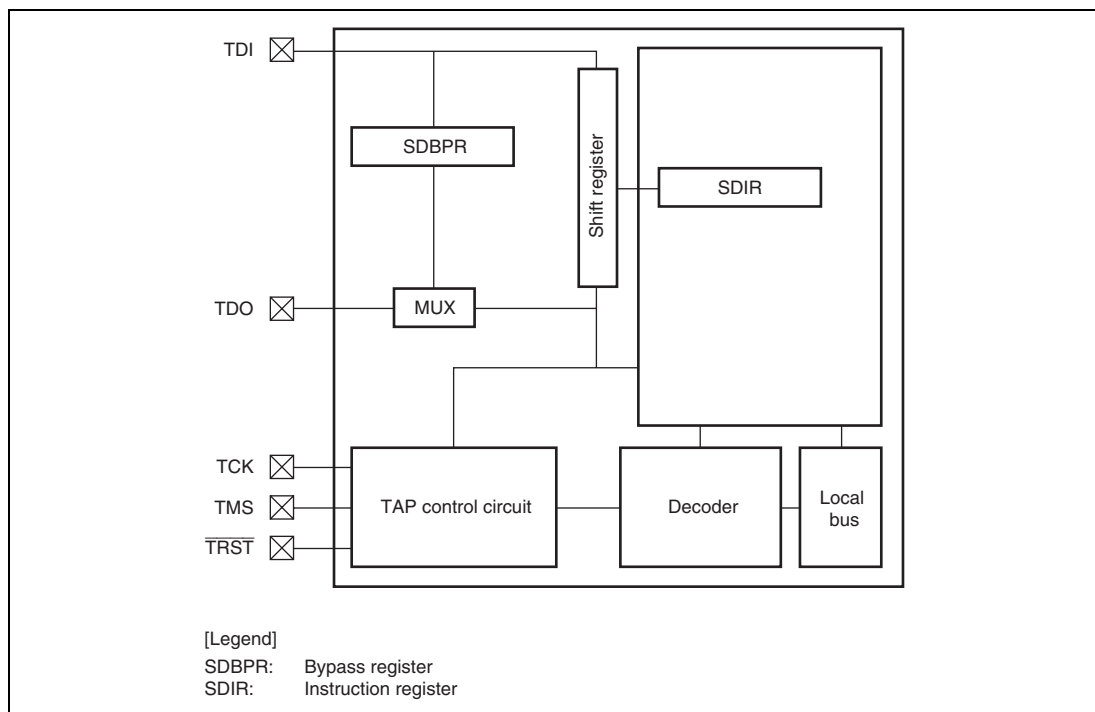 TDI
SDBPR
Shift register
SDIR
TDO
MUX
TCK
TMS
TRST
TAP control circuit
Decoder
Local
bus
[Legend]
SDBPR: Bypass register
SDIR: Instruction register